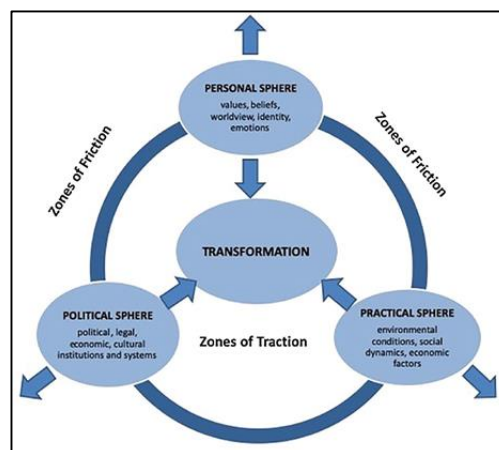 PERSONAL SPHERE
values, beliefs,
worldview, identity,
emotions
Zones of Friction
Zones of Friction
TRANSFORMATION
POLITICAL SPHERE
political, legal,
economic, cultural
institutions and systems
Zones of Traction
PRACTICAL SPHERE
environmental
conditions, social
dynamics, economic
factors